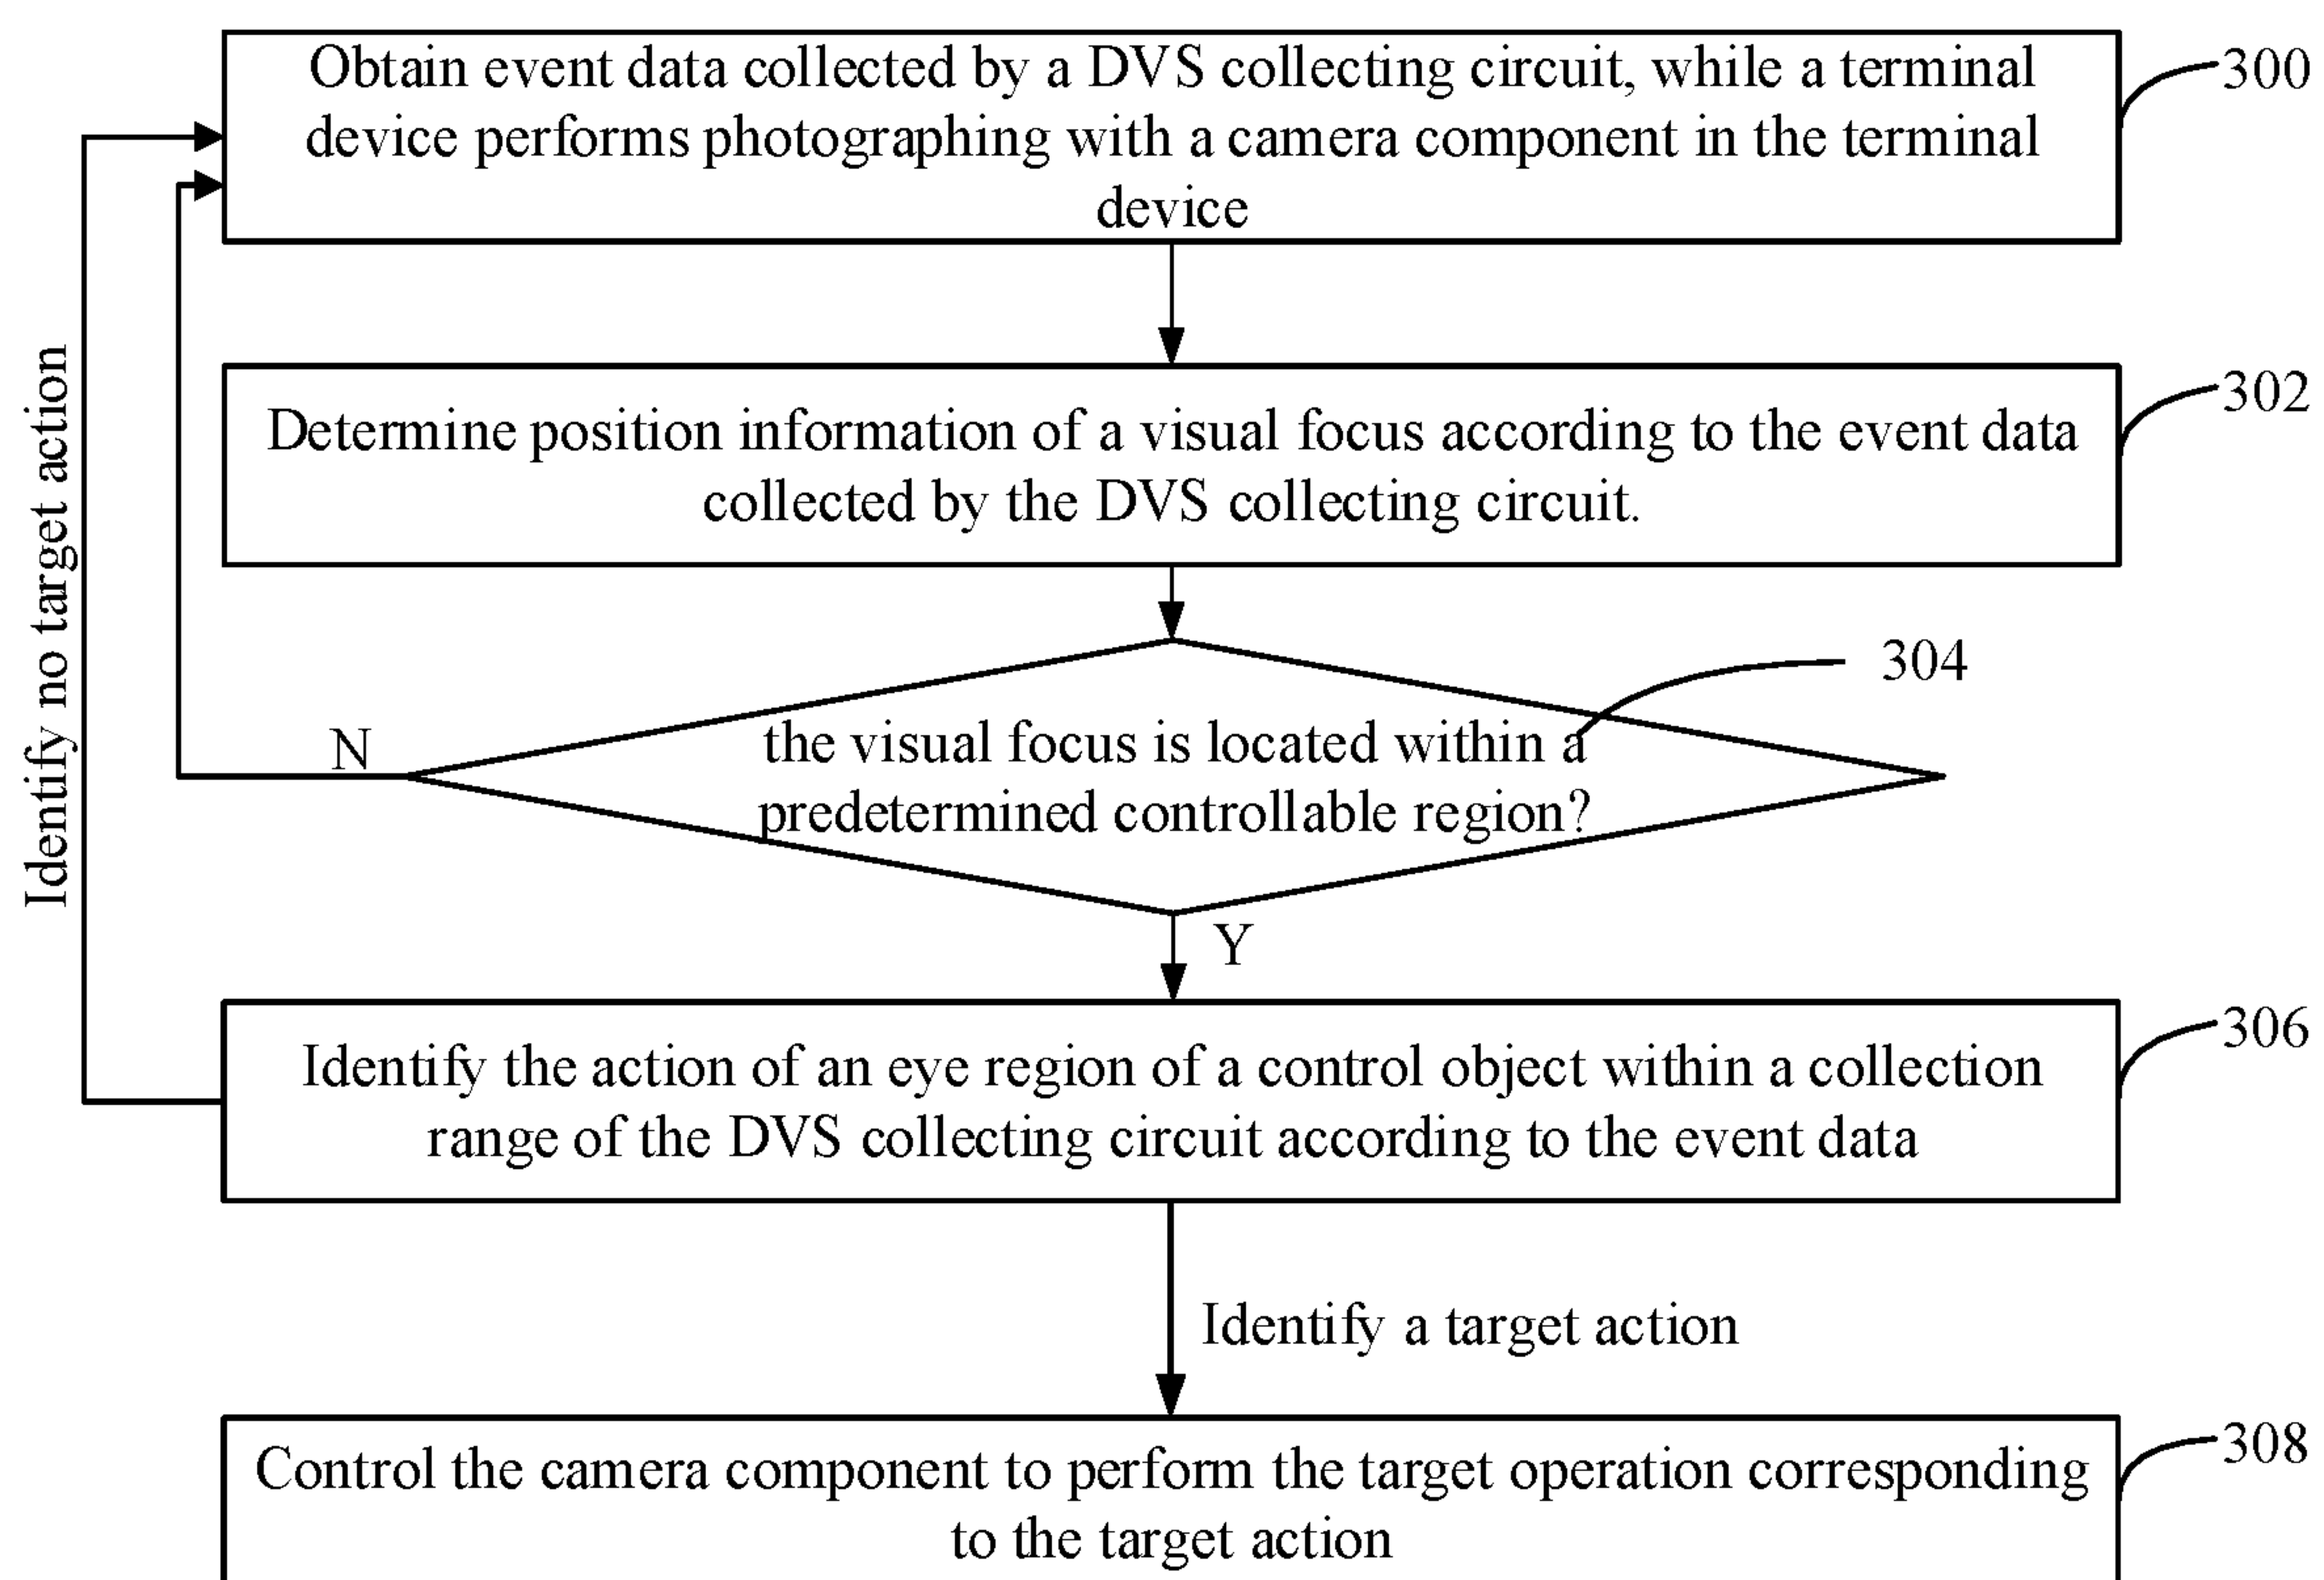 Obtain event data collected by a DVS collecting circuit, while a terminal
device performs photographing with a camera component in the terminal
device
300
Determine position information of a visual focus according to the event data
collected by the DVS collecting circuit.
302
304
the visual focus is located within a
predetermined controllable region?
N
Y
Identify no target action
Identify the action of an eye region of a control object within a collection
range of the DVS collecting circuit according to the event data
306
Identify a target action
Control the camera component to perform the target operation corresponding
to the target action
308